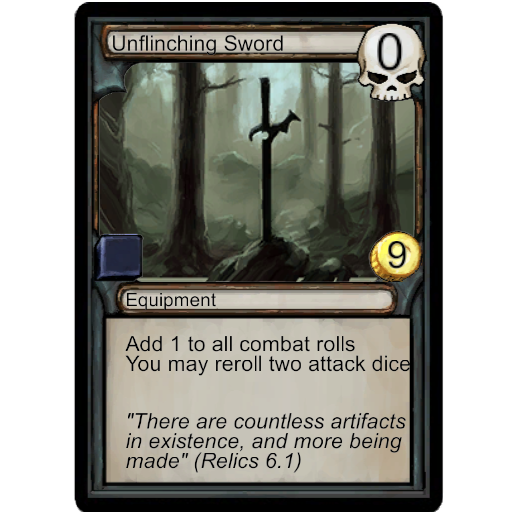 Unflinching Sword
0
9
Equipment
Add 1 to all combat rolls
You may reroll two attack dice
"There are countless artifacts
in existence, and more being
made" (Relics 6.1)